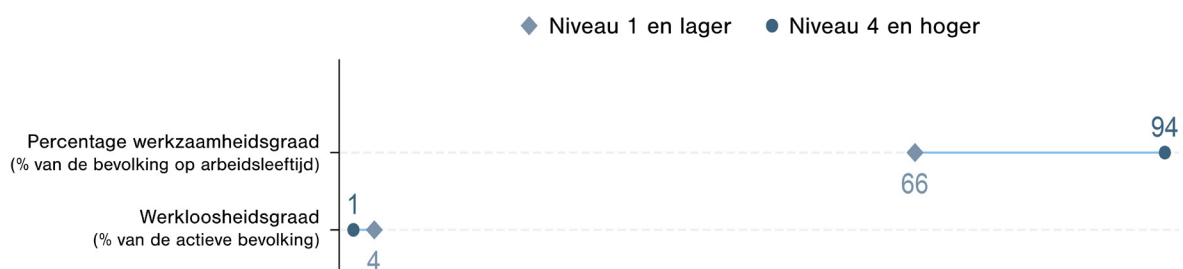 Niveau 1 en lager Niveau 4 en hoger
94
Percentage werkzaamheidsgraad
(% van de bevolking op arbeidsleeftijd)
66
1
Werkloosheidsgraad
(% van de actieve bevolking)
4